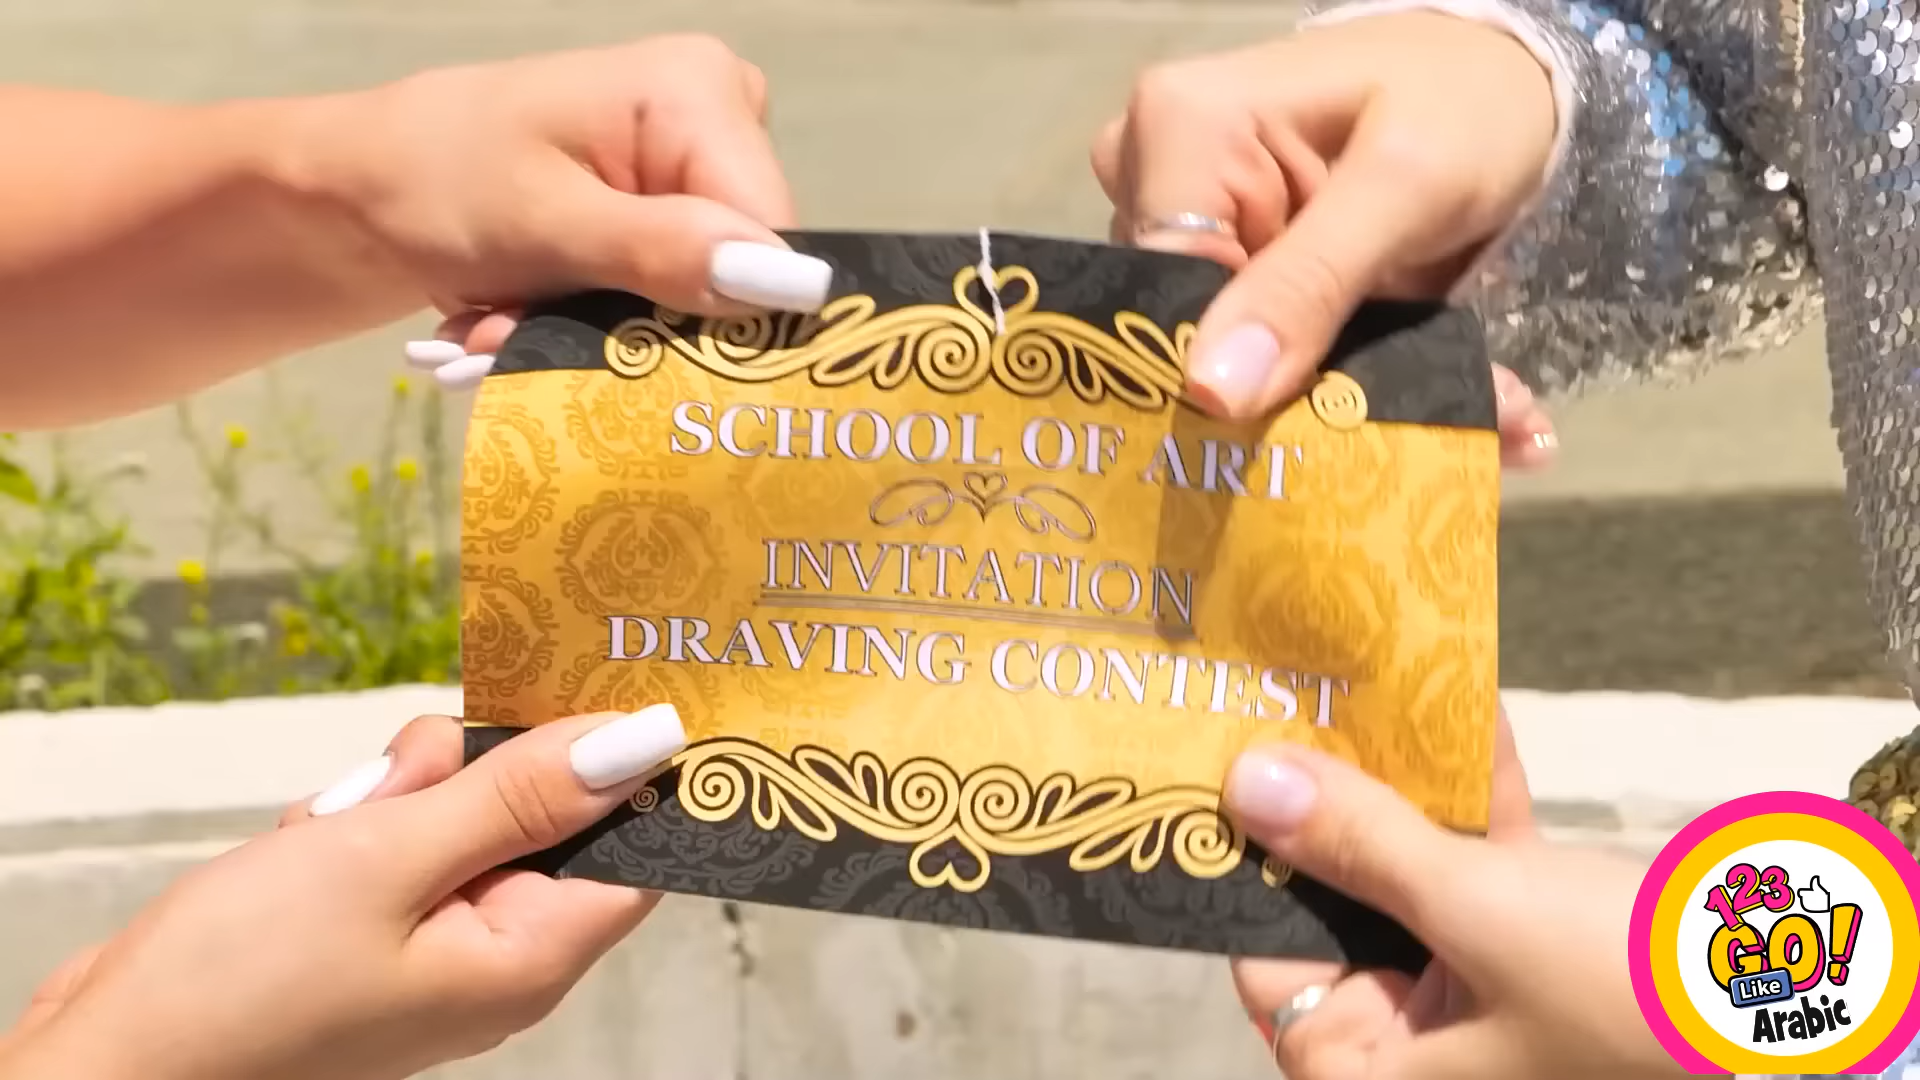 SCHOOL OF ART
INVITATION
DRAVING CONTEST
123
GO!
Like
Arabic